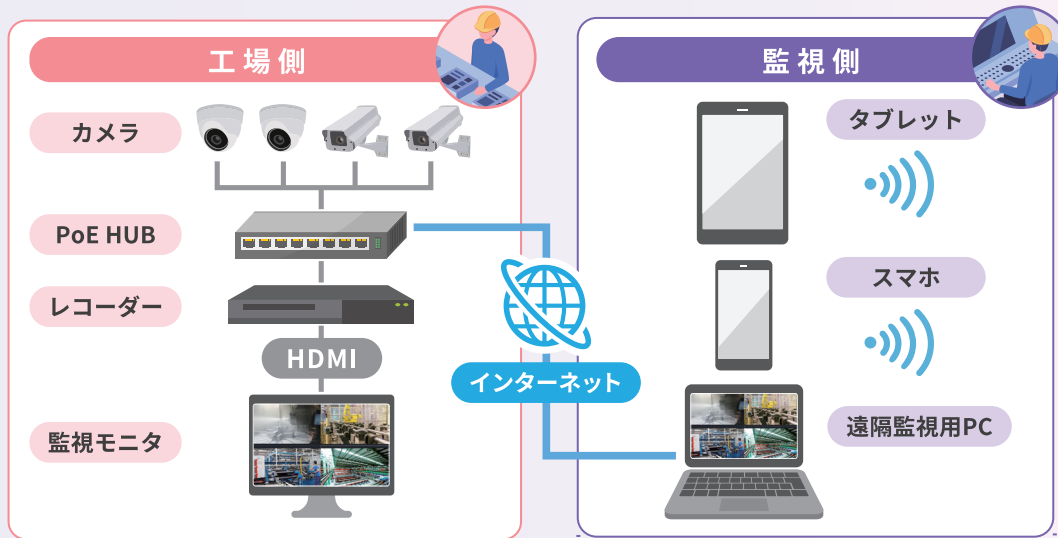 工場側
カメラ
PoE HUB
レコーダー
HDMI
監視モニタ
インターネット
監視側
タブレット
スマホ
遠隔監視用PC